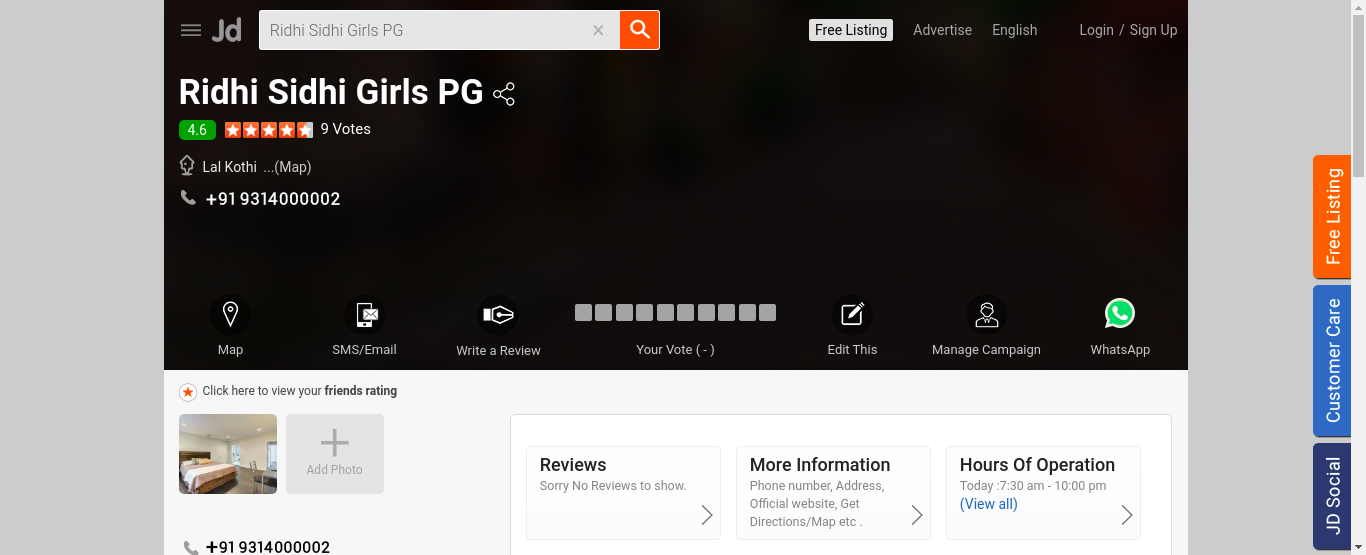 Jd
Ridhi Sidhi Girls PG
Free Listing
Advertise
English
Login / Sign Up
Ridhi Sidhi Girls PG
4.6
9 Votes
Lal Kothi ...(Map)
+91 9314000002
Map
SMS/Email
Write a Review
Your Vote ( - )
Edit This
Manage Campaign
WhatsApp
Click here to view your friends rating
Add Photo
+91 9314000002
Reviews
Sorry No Reviews to show.
More Information
Phone number, Address,
Official website, Get
Directions/Map etc .
Hours Of Operation
Today :7:30 am - 10:00 pm
(View all)
Free Listing
Customer Care
JD Social